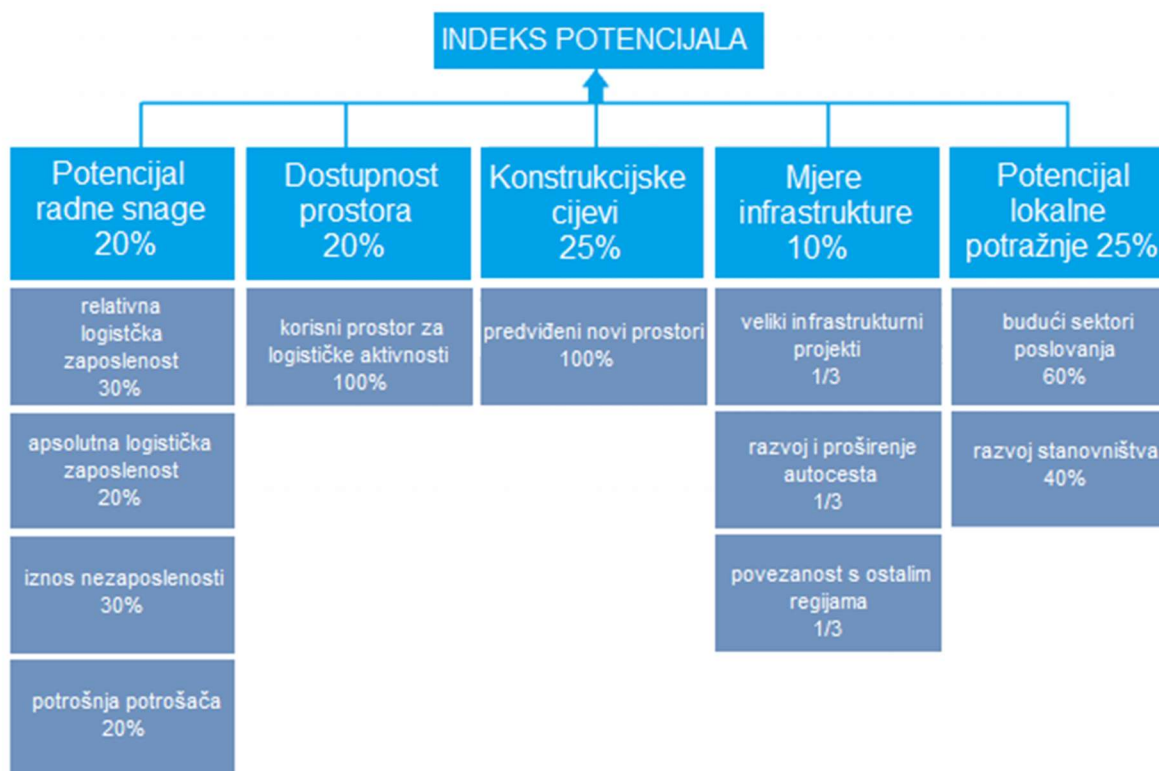 INDEKS POTENCIJALA
Potencijal
radne snage
20%
relativna
logistčka
zaposlenost
30%
apsolutna logistička
zaposlenost
20%
iznos nezaposlenosti
30%
potrošnja potrošača
20%
Dostupnost
prostora
20%
korisni prostor za
logističke aktivnosti
100%
Konstrukcijske
cijevi
25%
predviđeni novi prostori
100%
Mjere
infrastrukture
10%
veliki infrastrukturni
projekti
1/3
razvoj i proširenje
autocesta
1/3
povezanost s ostalim
regijama
1/3
Potencijal
lokalne
potražnje 25%
budući sektori
poslovanja
60%
razvoj stanovništva
40%